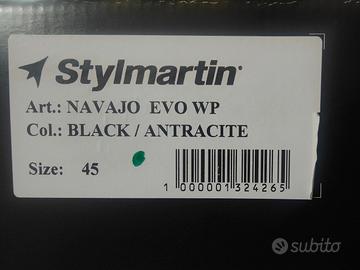 Stylmartin®
Art.: NAVAJO EVO WP
Col.: BLACK / ANTRACITE
Size: 45
1 000001 324265
subito